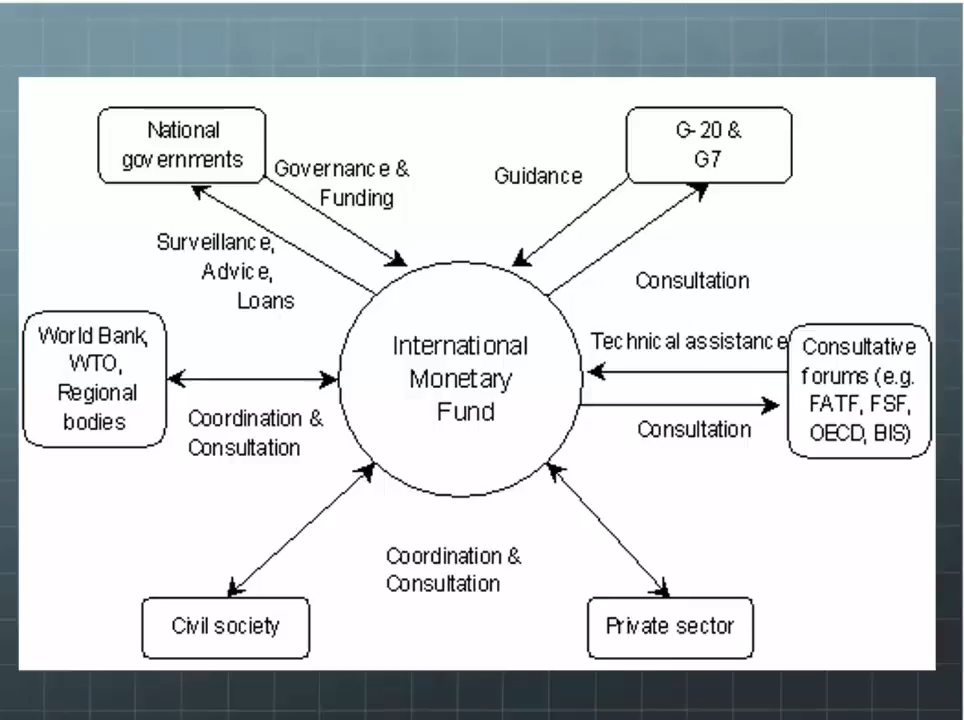 National
governments
G-20 &
G7
Governance &
Funding
Guidance
Surveillance,
Advice,
Loans
Consultation
World Bank,
WTO,
Regional
bodies
International
Monetary
Fund
Technical assistance
Consultative
forums (e.g.
FATF, FSF,
OECD, BIS)
Coordination &
Consultation
Consultation
Coordination &
Consultation
Civil society
Private sector